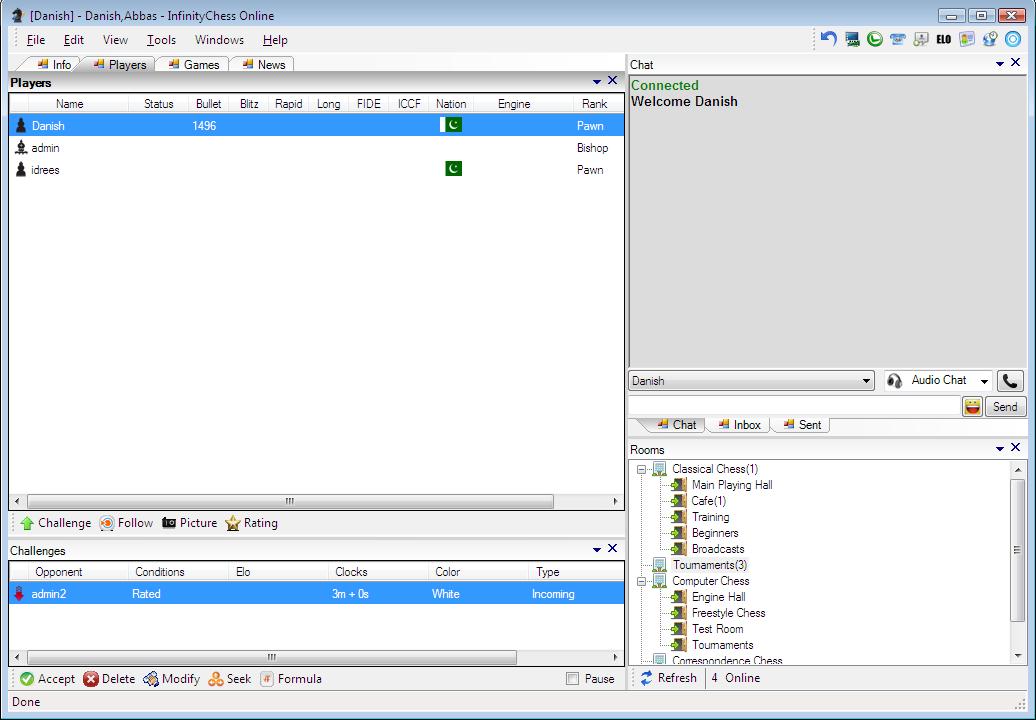 [Danish] - Danish,Abbas - InfinityChess Online
File Edit View Tools Windows Help
ELO
Info Players Games News
Players
Name Status Bullet Blitz Rapid Long FIDE ICCF Nation Engine Rank
Danish 1496 Pawn
admin Bishop
idrees Pawn
Challenge Follow Picture Rating
Challenges
Opponent Conditions Elo Clocks Color Type
admin2 Rated 3m + 0s White Incoming
Accept Delete Modify Seek # Formula Pause
Done
Chat
Connected
Welcome Danish
Danish Audio Chat
Send
Chat Inbox Sent
Rooms
Classical Chess(1)
Main Playing Hall
Cafe(1)
Training
Beginners
Broadcasts
Tournaments(3)
Computer Chess
Engine Hall
Freestyle Chess
Test Room
Tournaments
Correspondence Chess
Refresh 4 Online